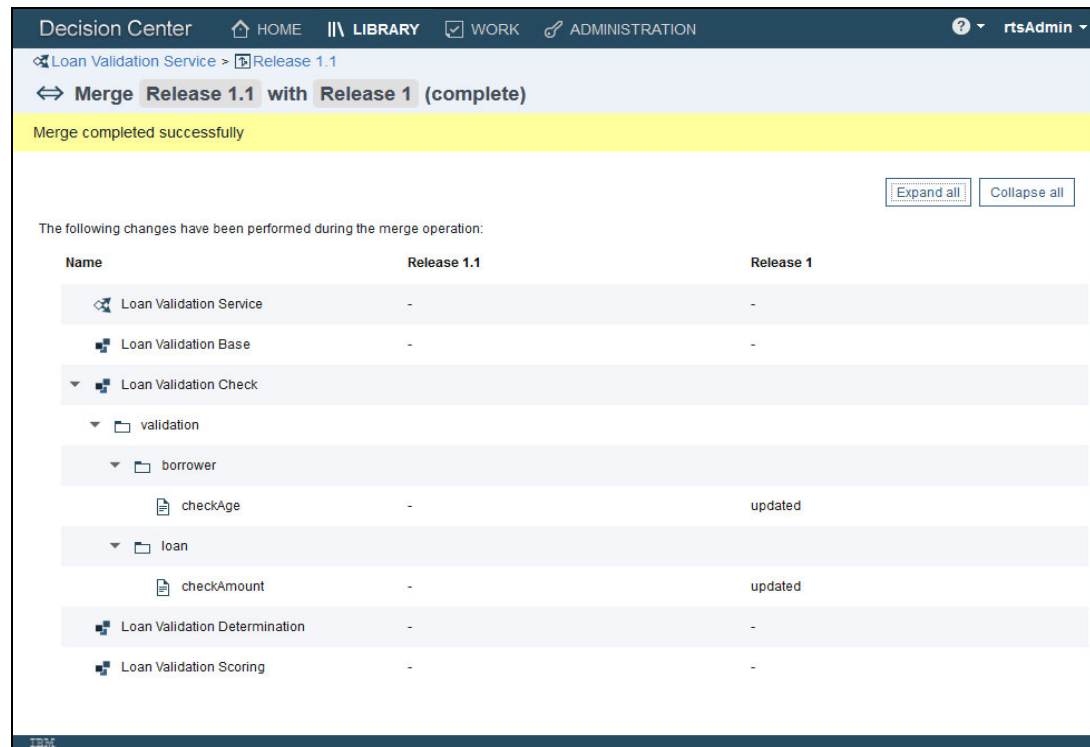 Decision Center HOME LIBRARY WORK ADMINISTRATION ? rtsAdmin
Loan Validation Service > Release 1.1
Merge Release 1.1 with Release 1 (complete)
Merge completed successfully
Expand all Collapse all
The following changes have been performed during the merge operation:
Name Release 1.1 Release 1
Loan Validation Service - -
Loan Validation Base - -
Loan Validation Check
validation
borrower
checkAge - updated
loan
checkAmount - updated
Loan Validation Determination - -
Loan Validation Scoring - -
IBM